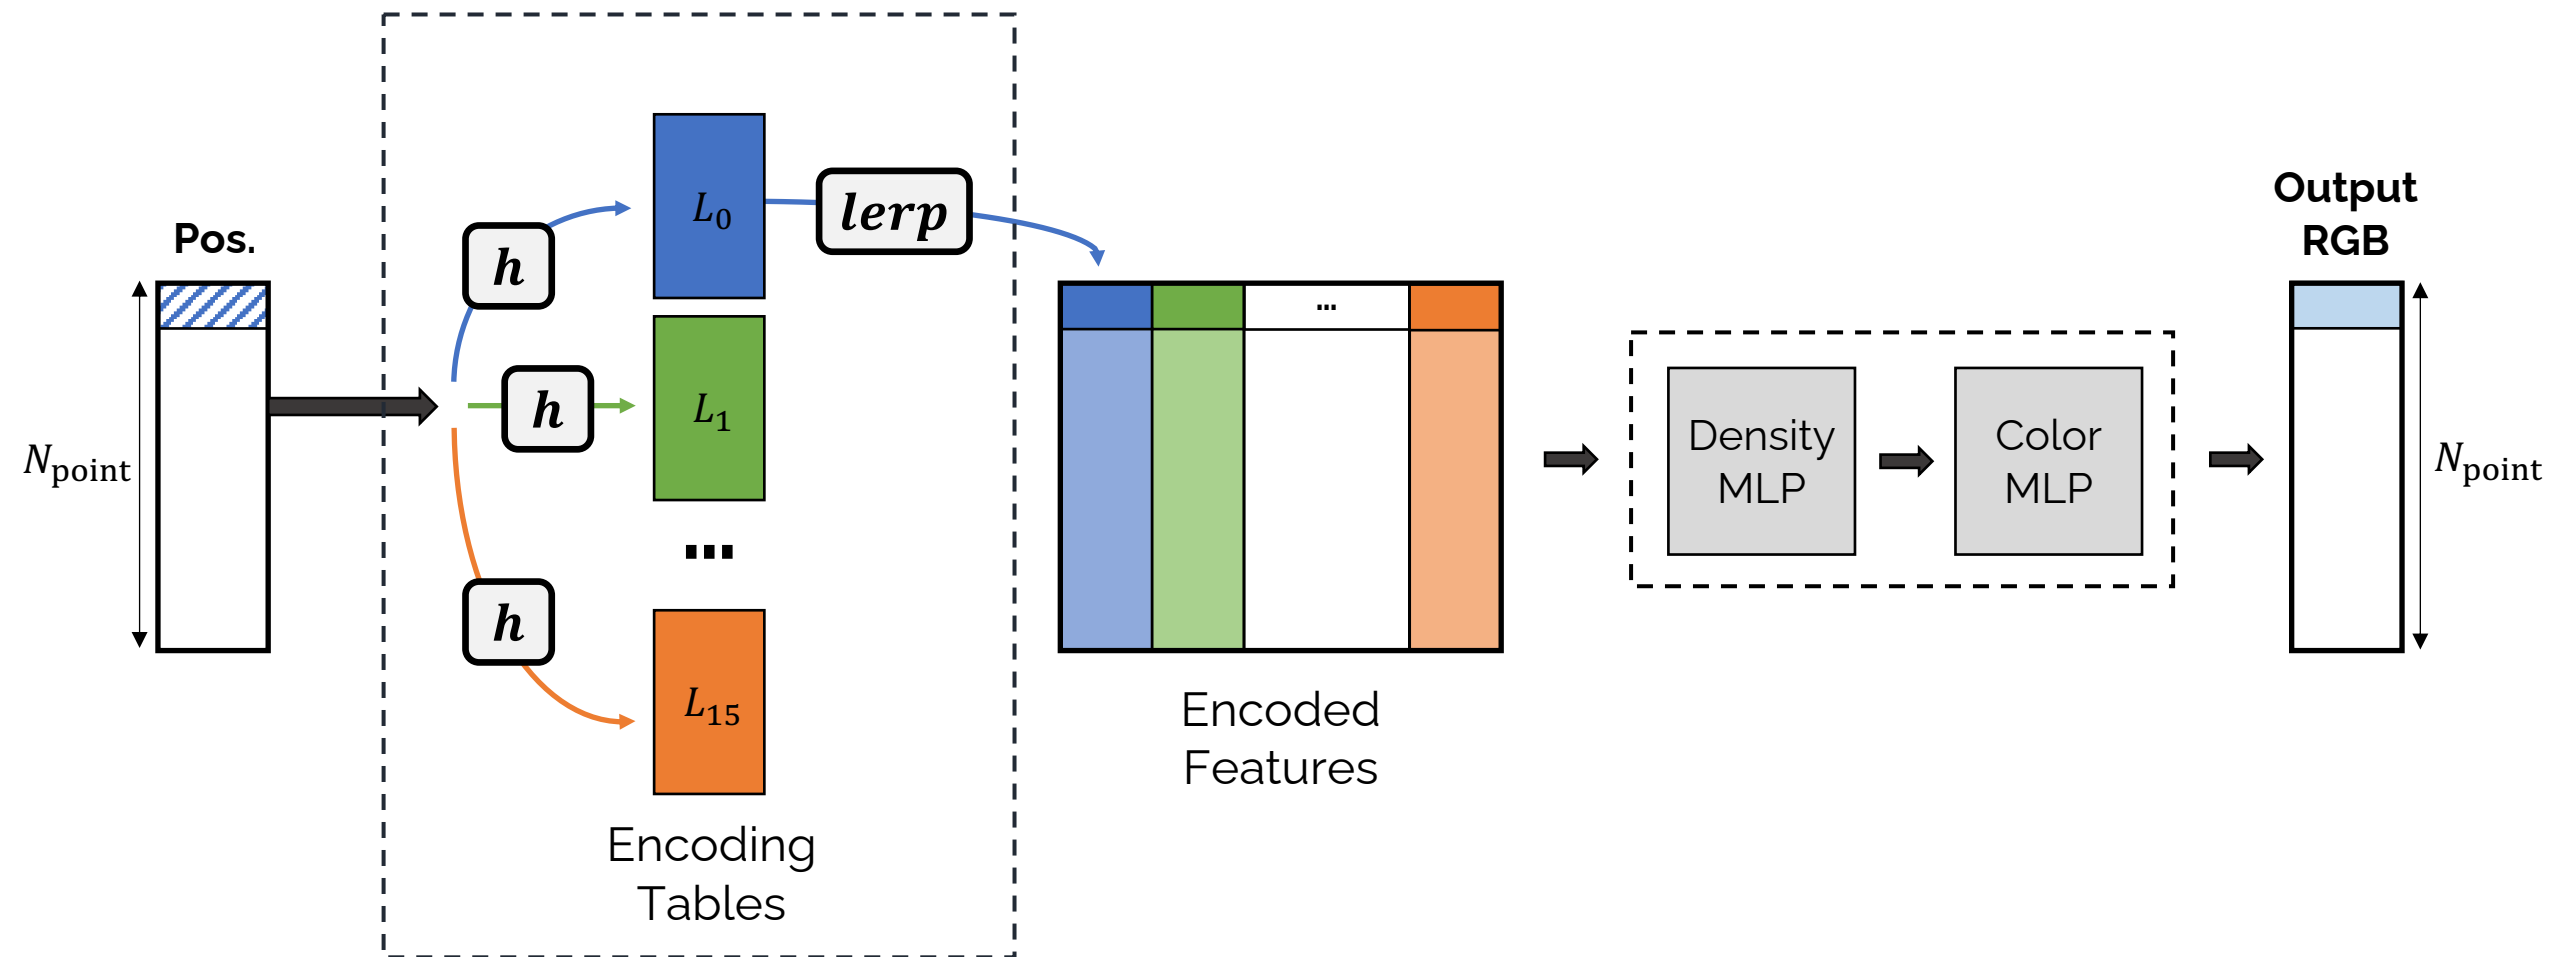 Pos.
N_point
h
h
h
L_0
L_1
...
L_15
Encoding
Tables
lerp
...
Encoded
Features
Density
MLP
Color
MLP
Output
RGB
N_point